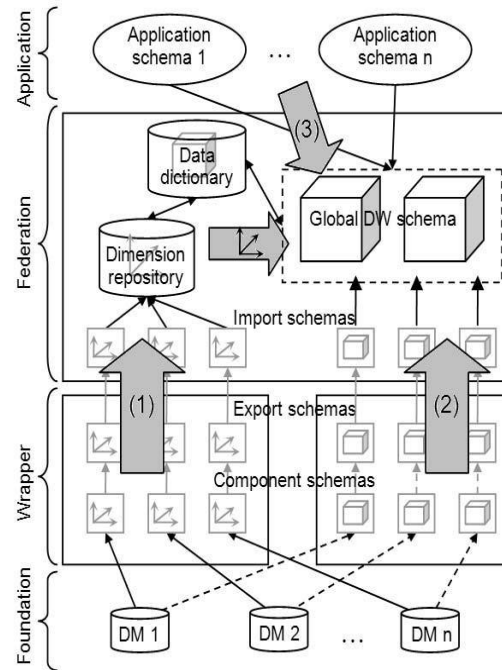 Application
Application
schema 1
...
Application
schema n
(3)
Federation
Data
dictionary
Global DW schema
Dimension
repository
Import schemas
(1)
(2)
Wrapper
Export schemas
Component schemas
Foundation
DM 1
DM 2
...
DM n